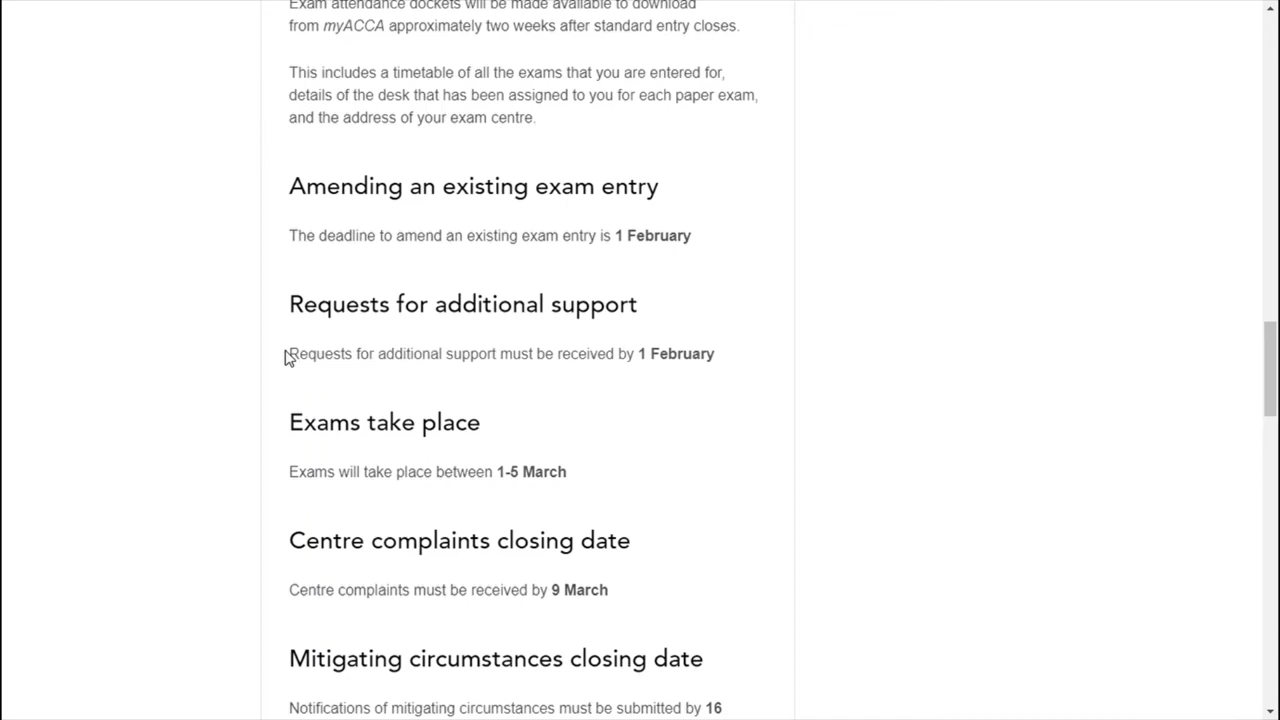 Exam attendance dockets will be made available to download
from myACCA approximately two weeks after standard entry closes.
This includes a timetable of all the exams that you are entered for,
details of the desk that has been assigned to you for each paper exam,
and the address of your exam centre.
Amending an existing exam entry
The deadline to amend an existing exam entry is 1 February
Requests for additional support
Requests for additional support must be received by 1 February
Exams take place
Exams will take place between 1-5 March
Centre complaints closing date
Centre complaints must be received by 9 March
Mitigating circumstances closing date
Notifications of mitigating circumstances must be submitted by 16